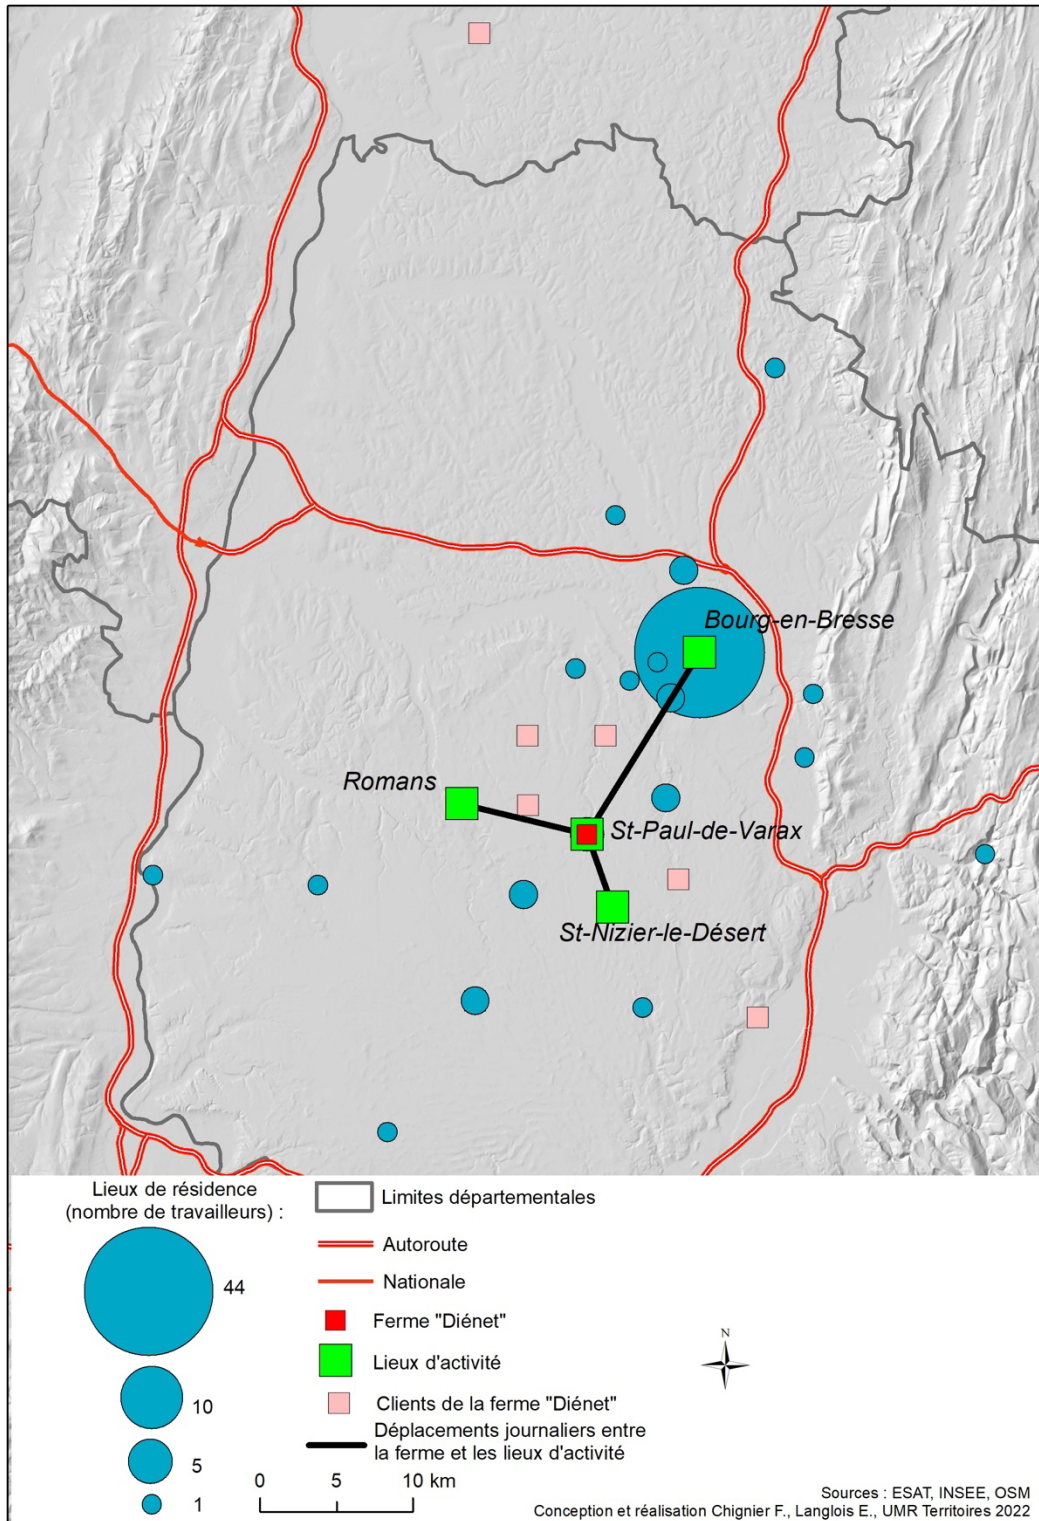 Bourg-en-Bresse
Romans
St-Paul-de-Varax
St-Nizier-le-Désert
Lieux de résidence
(nombre de travailleurs) :
44
10
5
1
Limites départementales
Autoroute
Nationale
Ferme "Diénet"
Lieux d'activité
Clients de la ferme "Diénet"
Déplacements journaliers entre
la ferme et les lieux d'activité
0 5 10 km
N
Sources : ESAT, INSEE, OSM
Conception et réalisation Chignier F., Langlois E., UMR Territoires 2022